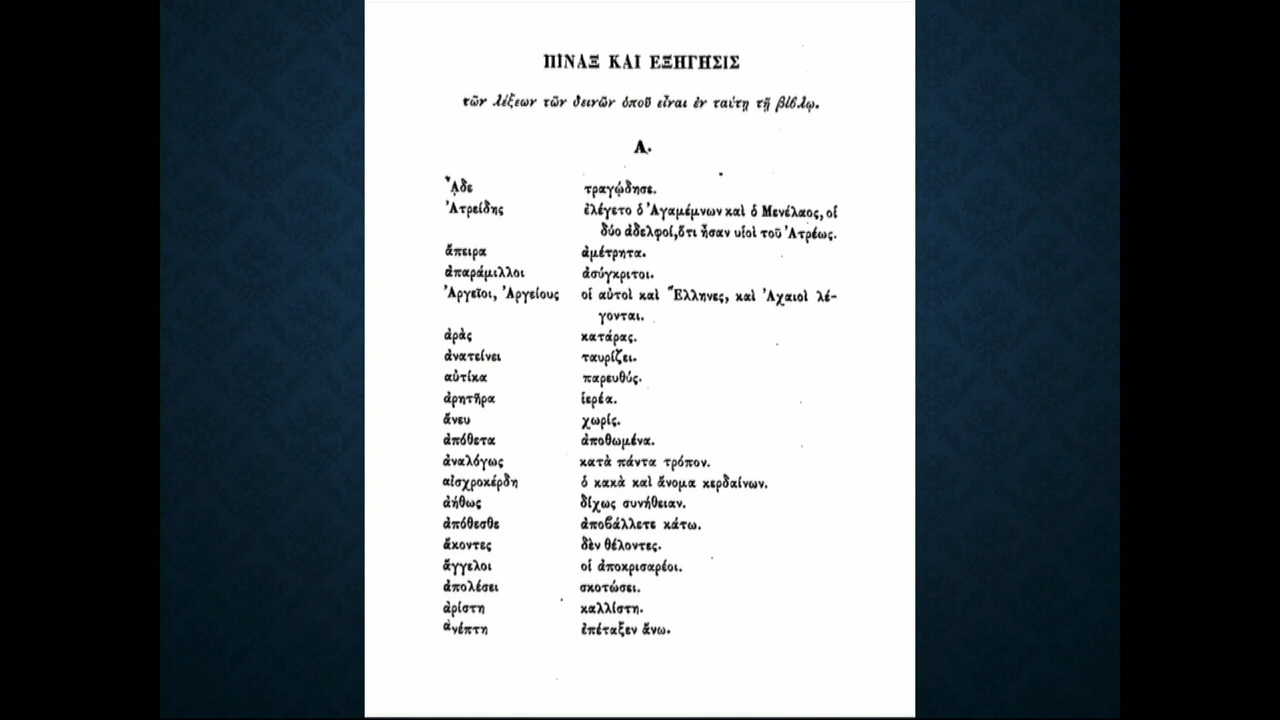 ΠΙΝΑΞ ΚΑΙ ΕΞΗΓΗΣΙΣ
τῶν λέξεων τῶν δεινῶν ὁποῦ εἶναι ἐν ταύτῃ τῇ βίβλῳ.
Α.
ᾌδε τραγῴδησε.
Ἀτρείδης ἐλέγετο ὁ Ἀγαμέμνων καὶ ὁ Μενέλαος, οἱ
δύο ἀδελφοί, ὅτι ἦσαν υἱοὶ τοῦ Ἀτρέως.
ἄπειρα ἀμέτρητα.
ἀπαράμιλλοι ἀσύγκριτοι.
Ἀργεῖοι, Ἀργείους οἱ αὐτοὶ καὶ Ἕλληνες, καὶ Ἀχαιοὶ λέ-
γονται.
ἀρὰς κατάρας.
ἀνατείνει ταυρίζει.
αὐτίκα παρευθύς.
ἀρητῆρα ἱερέα.
ἄνευ χωρίς.
ἀπόθετα ἀποθωμένα.
ἀναλόγως κατὰ πάντα τρόπον.
αἰσχροκέρδη ὁ κακὰ καὶ ἄνομα κερδαίνων.
ἀήθως δίχως συνήθειαν.
ἀπόθεσθε ἀποβάλλετε κάτω.
ἄκοντες δὲν θέλοντες.
ἄγγελοι οἱ ἀποκρισαρέοι.
ἀπολέσει σκοτώσει.
ἀρίστη καλλίστη.
ἀνέπτη ἐπέταξεν ἄνω.